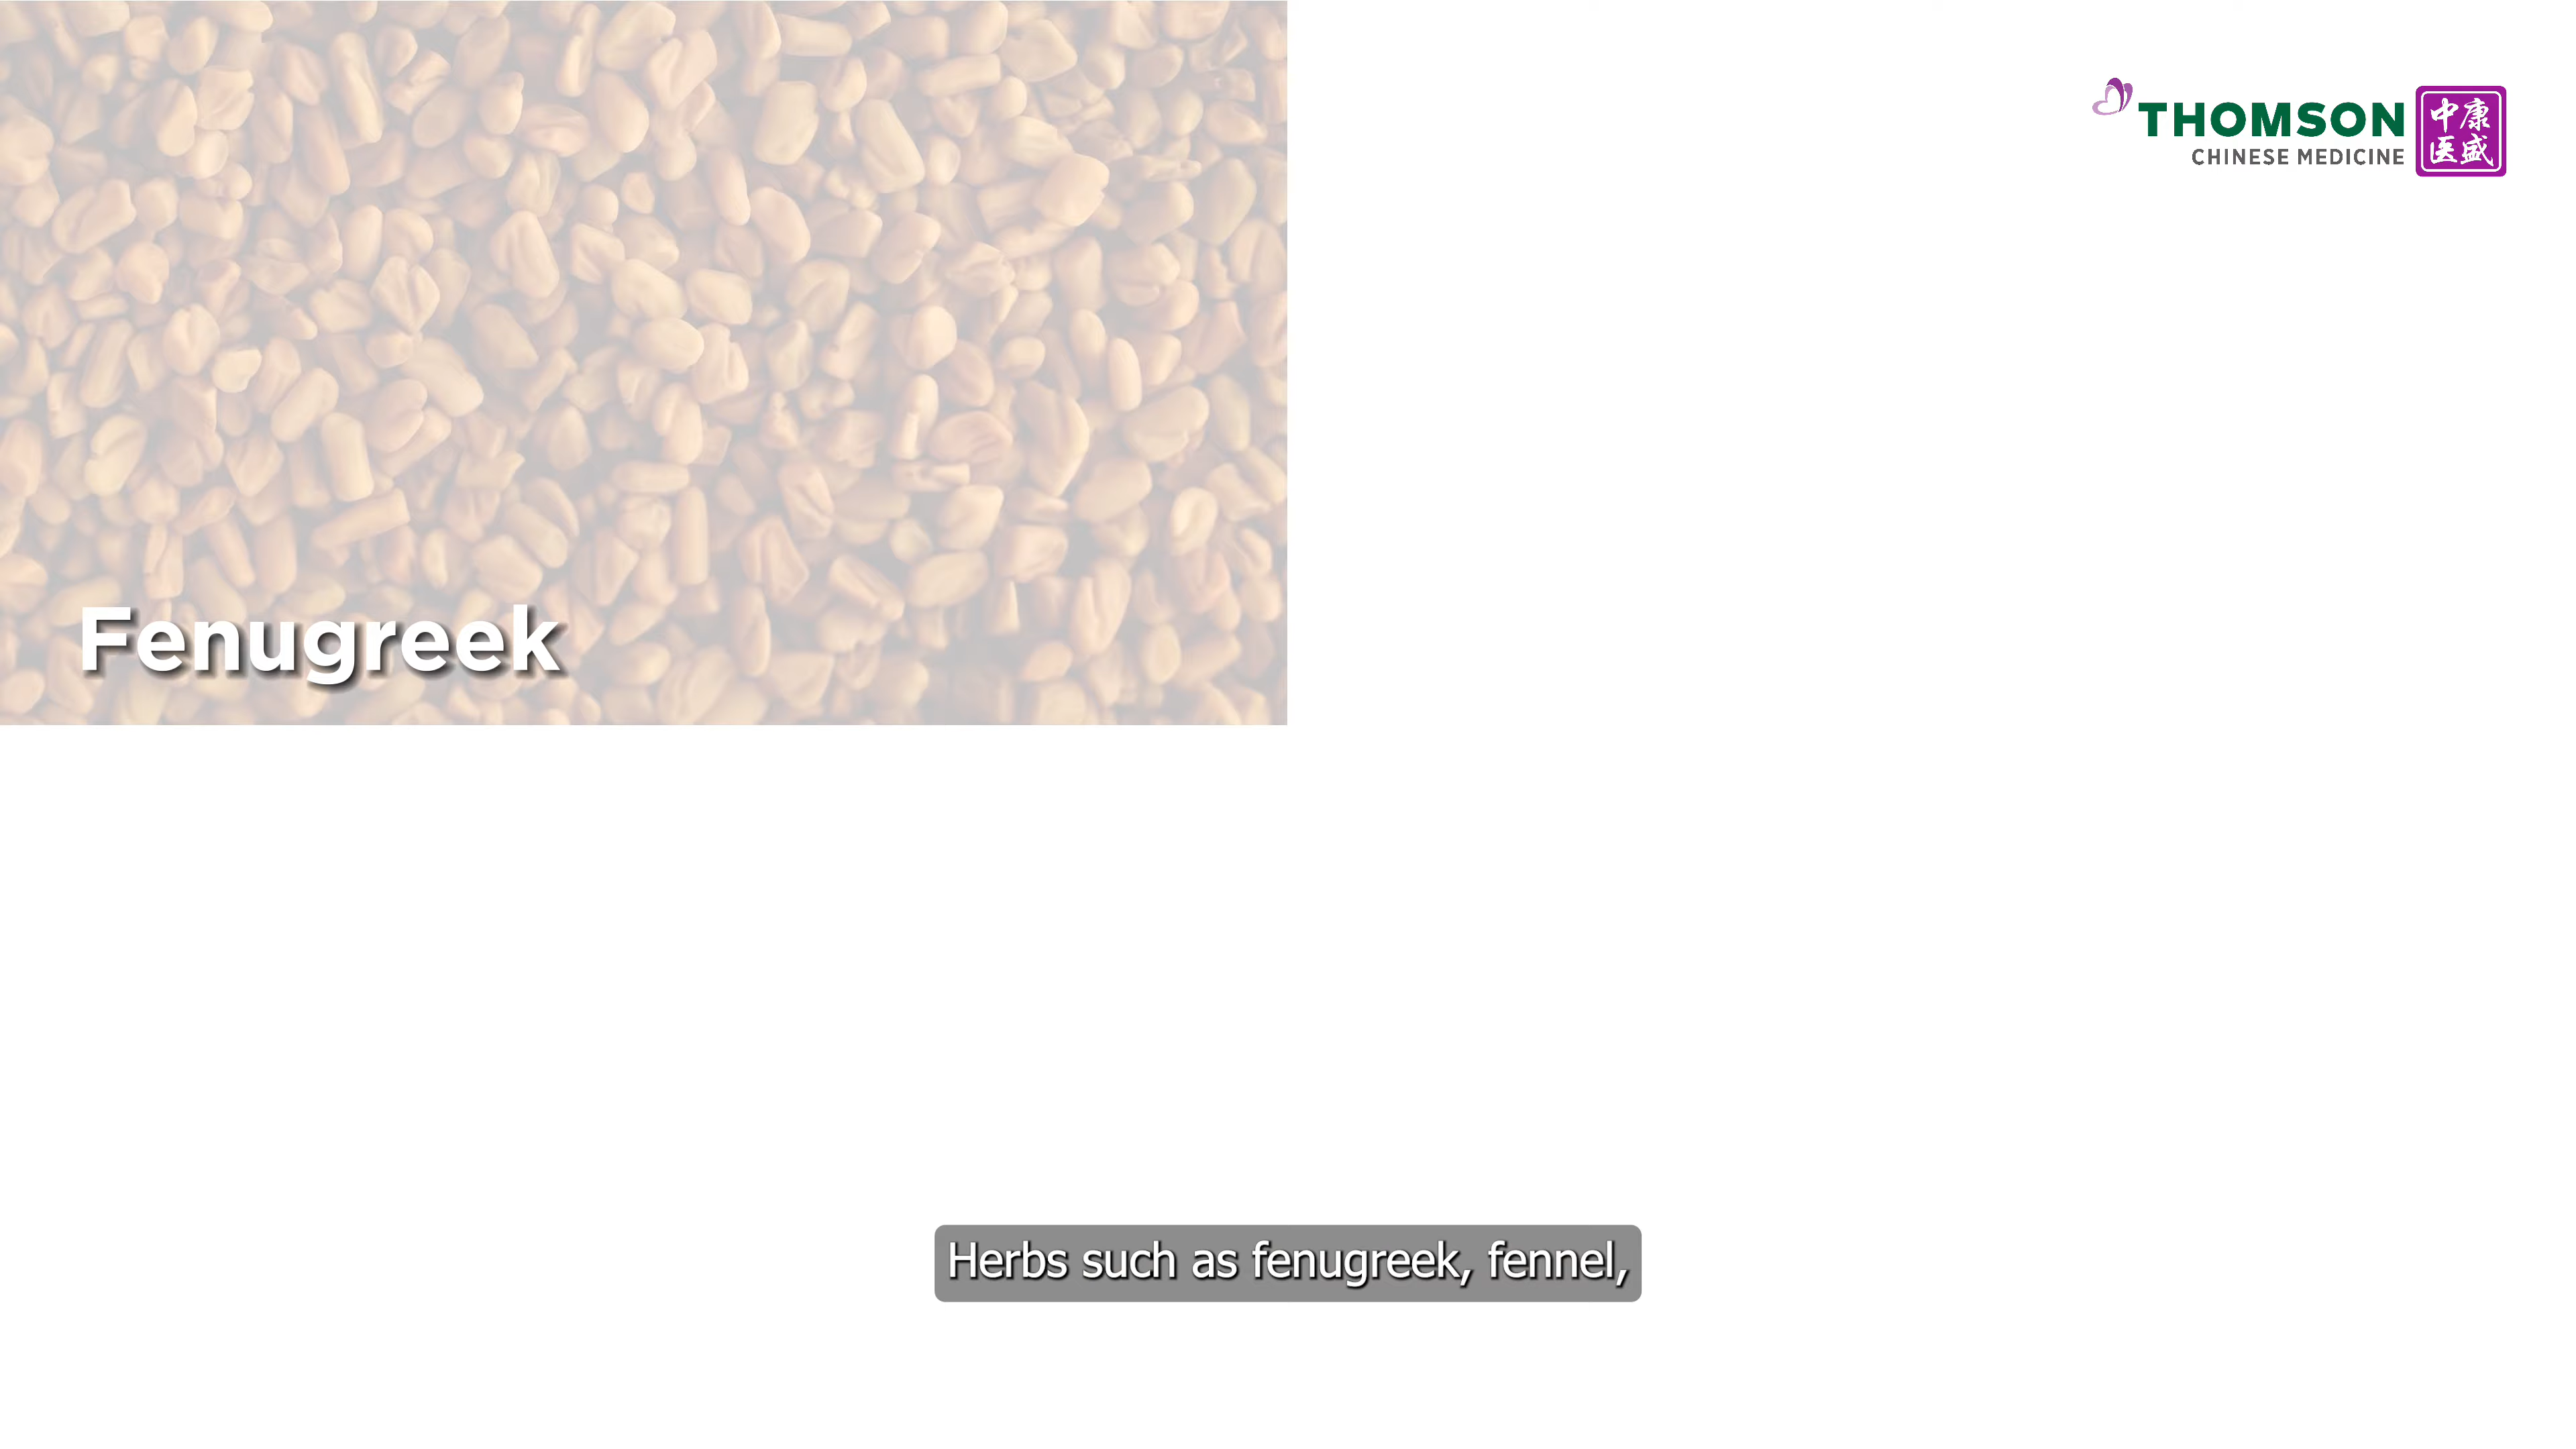 THOMSON
CHINESE MEDICINE
中康
医盛
Fenugreek
Herbs such as fenugreek, fennel,